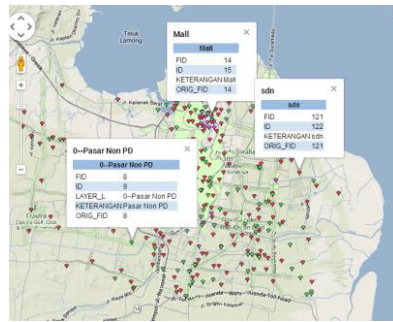 Teluk
Lamong
Mall
Mall
FID 14
ID 15
KETERANGAN Mall
ORIG_FID 14
sdn
sdn
FID 121
ID 122
KETERANGAN sdn
ORIG_FID 121
0--Pasar Non PD
0--Pasar Non PD
FID 8
ID 9
LAYER_L 0--Pasar Non PD
KETERANGAN Pasar Non PD
ORIG_FID 8